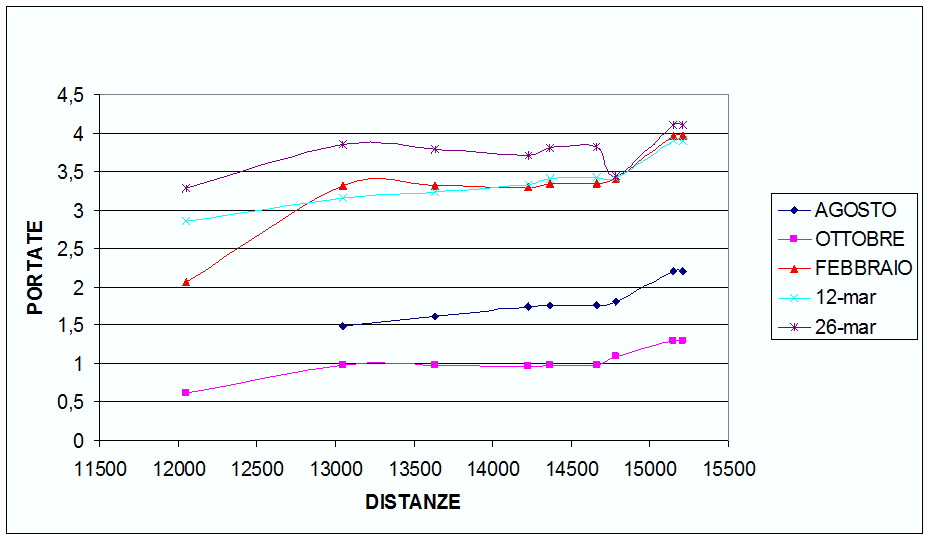 4,5
4
3,5
3
2,5
2
1,5
1
0,5
0
PORTATE
11500 12000 12500 13000 13500 14000 14500 15000 15500
DISTANZE
AGOSTO
OTTOBRE
FEBBRAIO
12-mar
26-mar